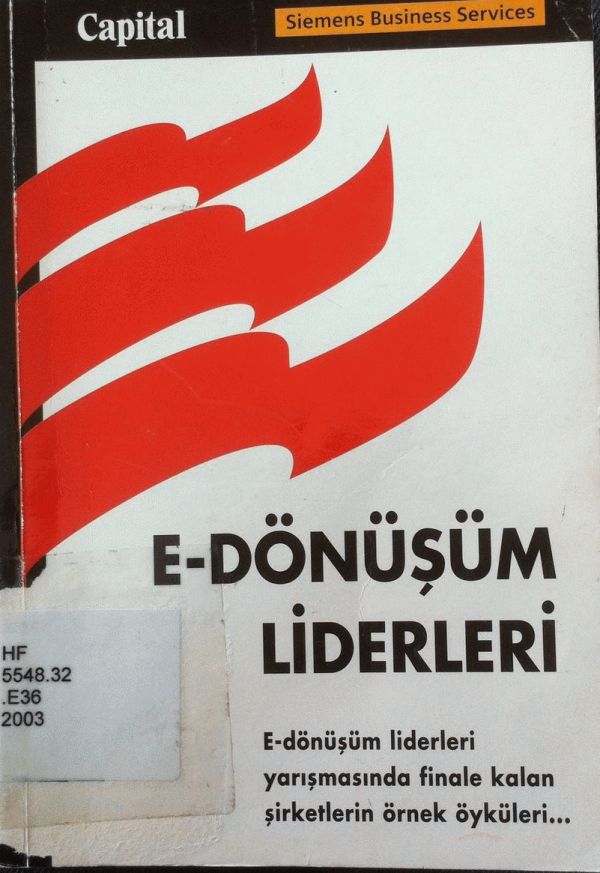 Capital
Siemens Business Services
E-DÖNÜŞÜM
LİDERLERİ
E-dönüşüm liderleri
yarışmasında finale kalan
şirketlerin örnek öyküleri...
HF
5548.32
.E36
2003